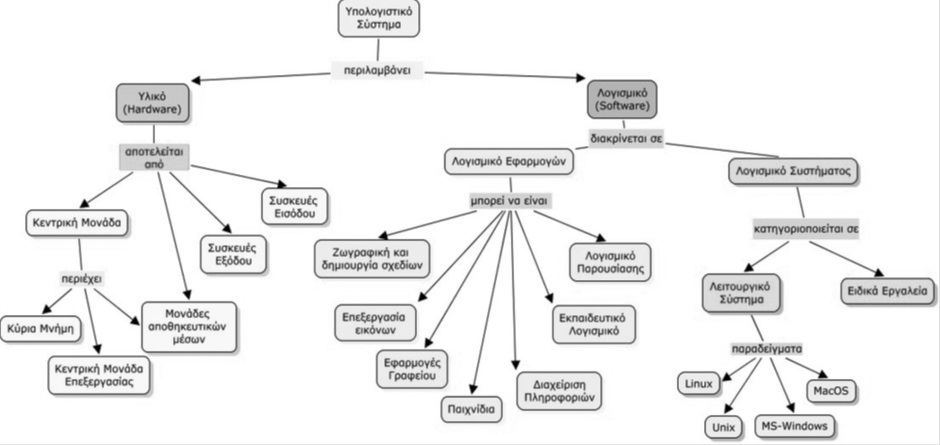 Υπολογιστικό
Σύστημα
περιλαμβάνει
Υλικό
(Hardware)
Λογισμικό
(Software)
αποτελείται
από
διακρίνεται σε
Λογισμικό Εφαρμογών
Λογισμικό Συστήματος
Κεντρική Μονάδα
Συσκευές
Εξόδου
Συσκευές
Εισόδου
μπορεί να είναι
κατηγοριοποιείται σε
περιέχει
Κύρια Μνήμη
Κεντρική Μονάδα
Επεξεργασίας
Μονάδες
αποθηκευτικών
μέσων
Ζωγραφική και
δημιουργία σχεδίων
Επεξεργασία
εικόνων
Εφαρμογές
Γραφείου
Παιχνίδια
Διαχείριση
Πληροφοριών
Εκπαιδευτικό
Λογισμικό
Λογισμικό
Παρουσίασης
Λειτουργικό
Σύστημα
Ειδικά Εργαλεία
παραδείγματα
Linux
Unix
MS-Windows
MacOS